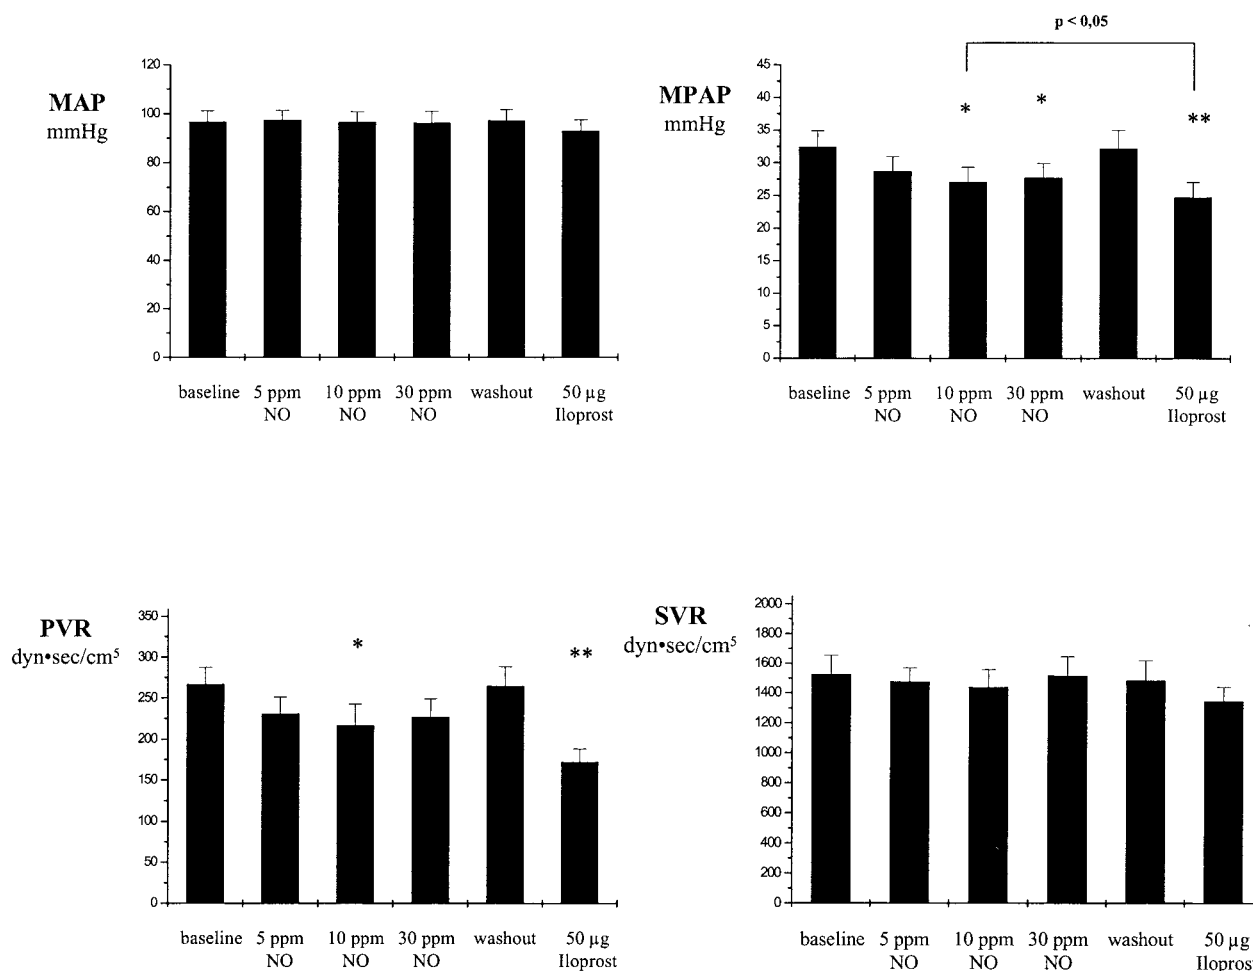 p < 0,05
MAP
mmHg
120
100
80
60
40
20
0
baseline 5 ppm 10 ppm 30 ppm washout 50 µg
NO NO NO Iloprost
MPAP
mmHg
45
40
35
30
25
20
15
10
5
0
* * **
baseline 5 ppm 10 ppm 30 ppm washout 50 µg
NO NO NO Iloprost
PVR
dyn•sec/cm⁵
350
300
250
200
150
100
50
0
* **
baseline 5 ppm 10 ppm 30 ppm washout 50 µg
NO NO NO Iloprost
SVR
dyn•sec/cm⁵
2000
1800
1600
1400
1200
1000
800
600
400
200
0
baseline 5 ppm 10 ppm 30 ppm washout 50 µg
NO NO NO Iloprost